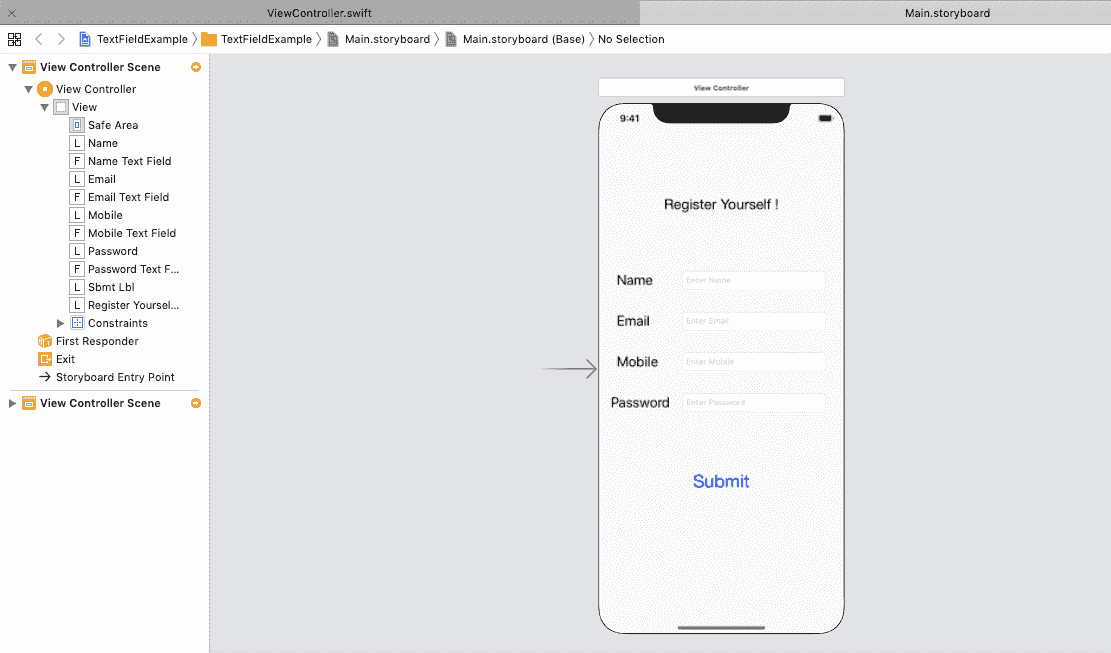 ViewController.swift
Main.storyboard
TextFieldExample
TextFieldExample
Main.storyboard
Main.storyboard (Base)
No Selection
View Controller Scene
View Controller
View
Safe Area
L Name
F Name Text Field
L Email
F Email Text Field
L Mobile
F Mobile Text Field
L Password
F Password Text F...
L Sbmt Lbl
L Register Yoursel...
Constraints
First Responder
Exit
Storyboard Entry Point
View Controller Scene
View Controller
9:41
Register Yourself !
Name Enter Name
Email Enter Email
Mobile Enter Mobile
Password Enter Password
Submit